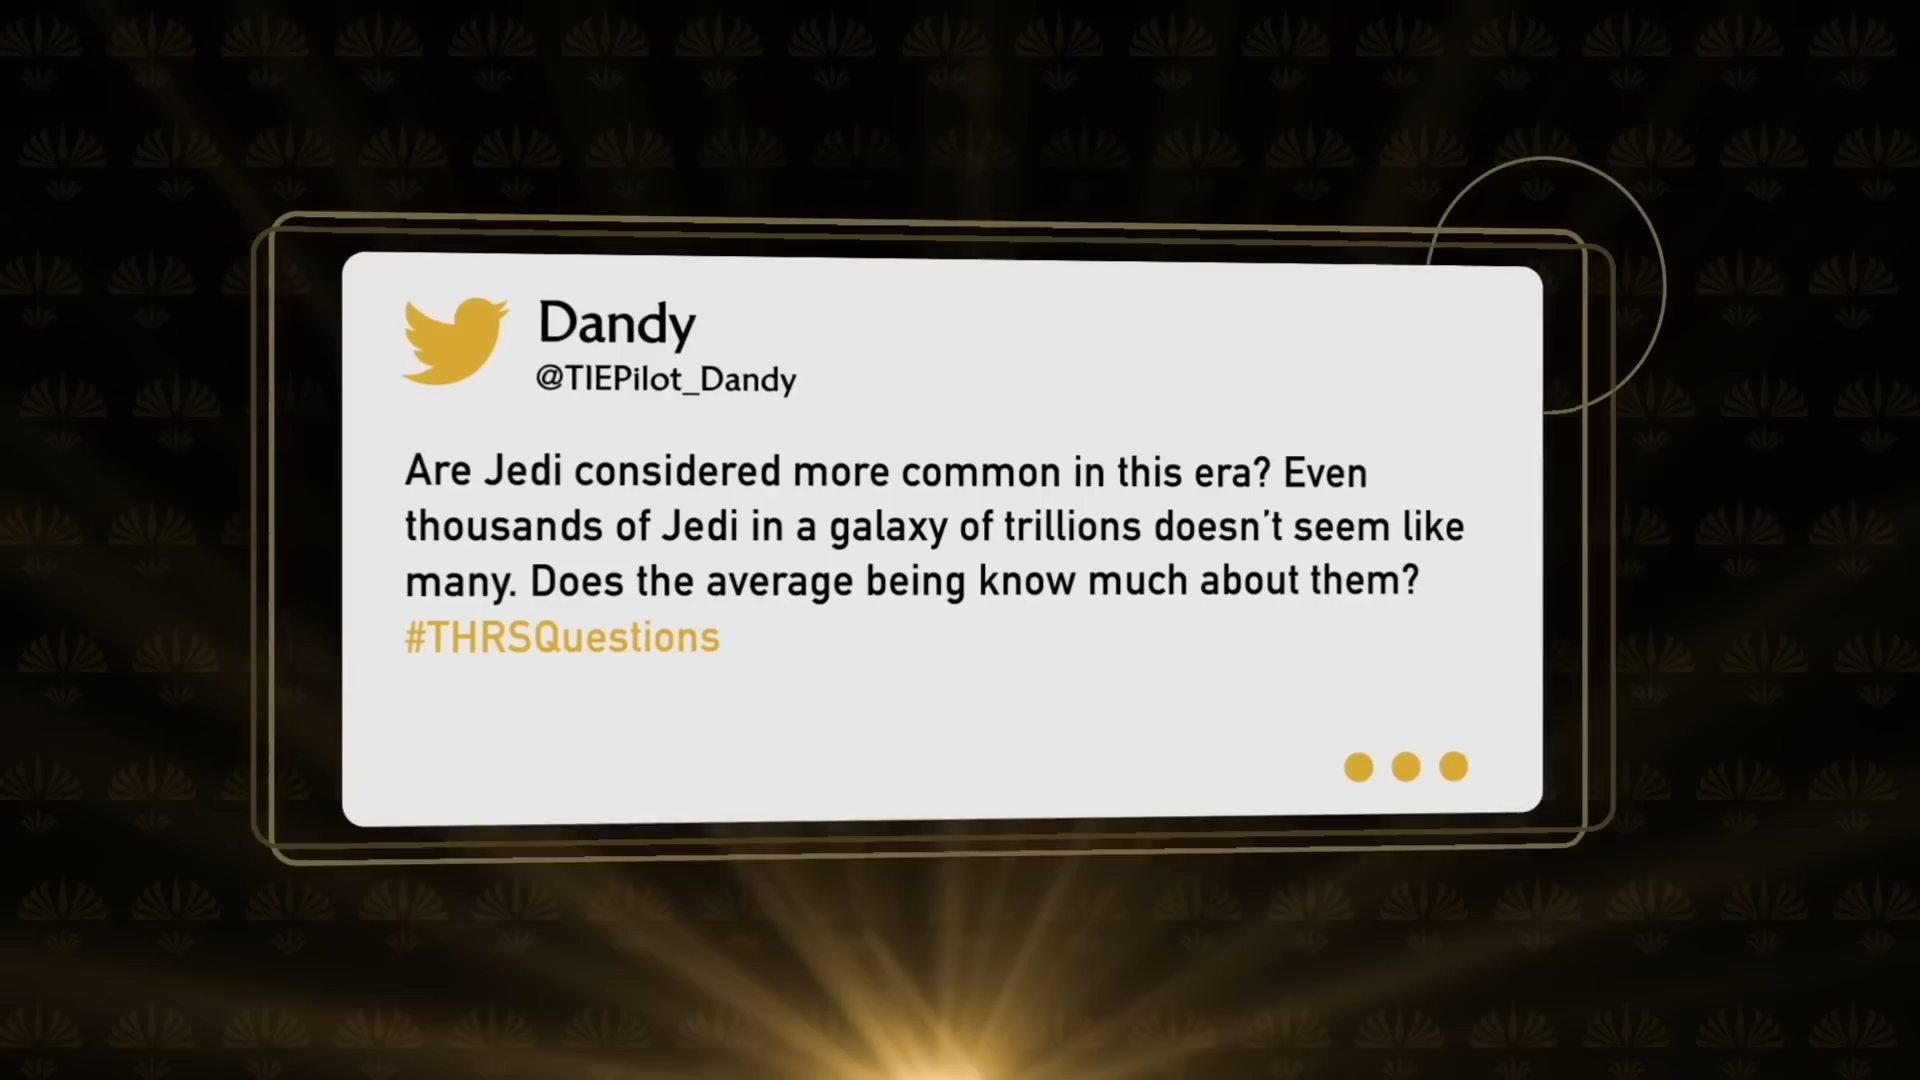 Dandy
@TIEPilot_Dandy
Are Jedi considered more common in this era? Even
thousands of Jedi in a galaxy of trillions doesn't seem like
many. Does the average being know much about them?
#THRSQuestions